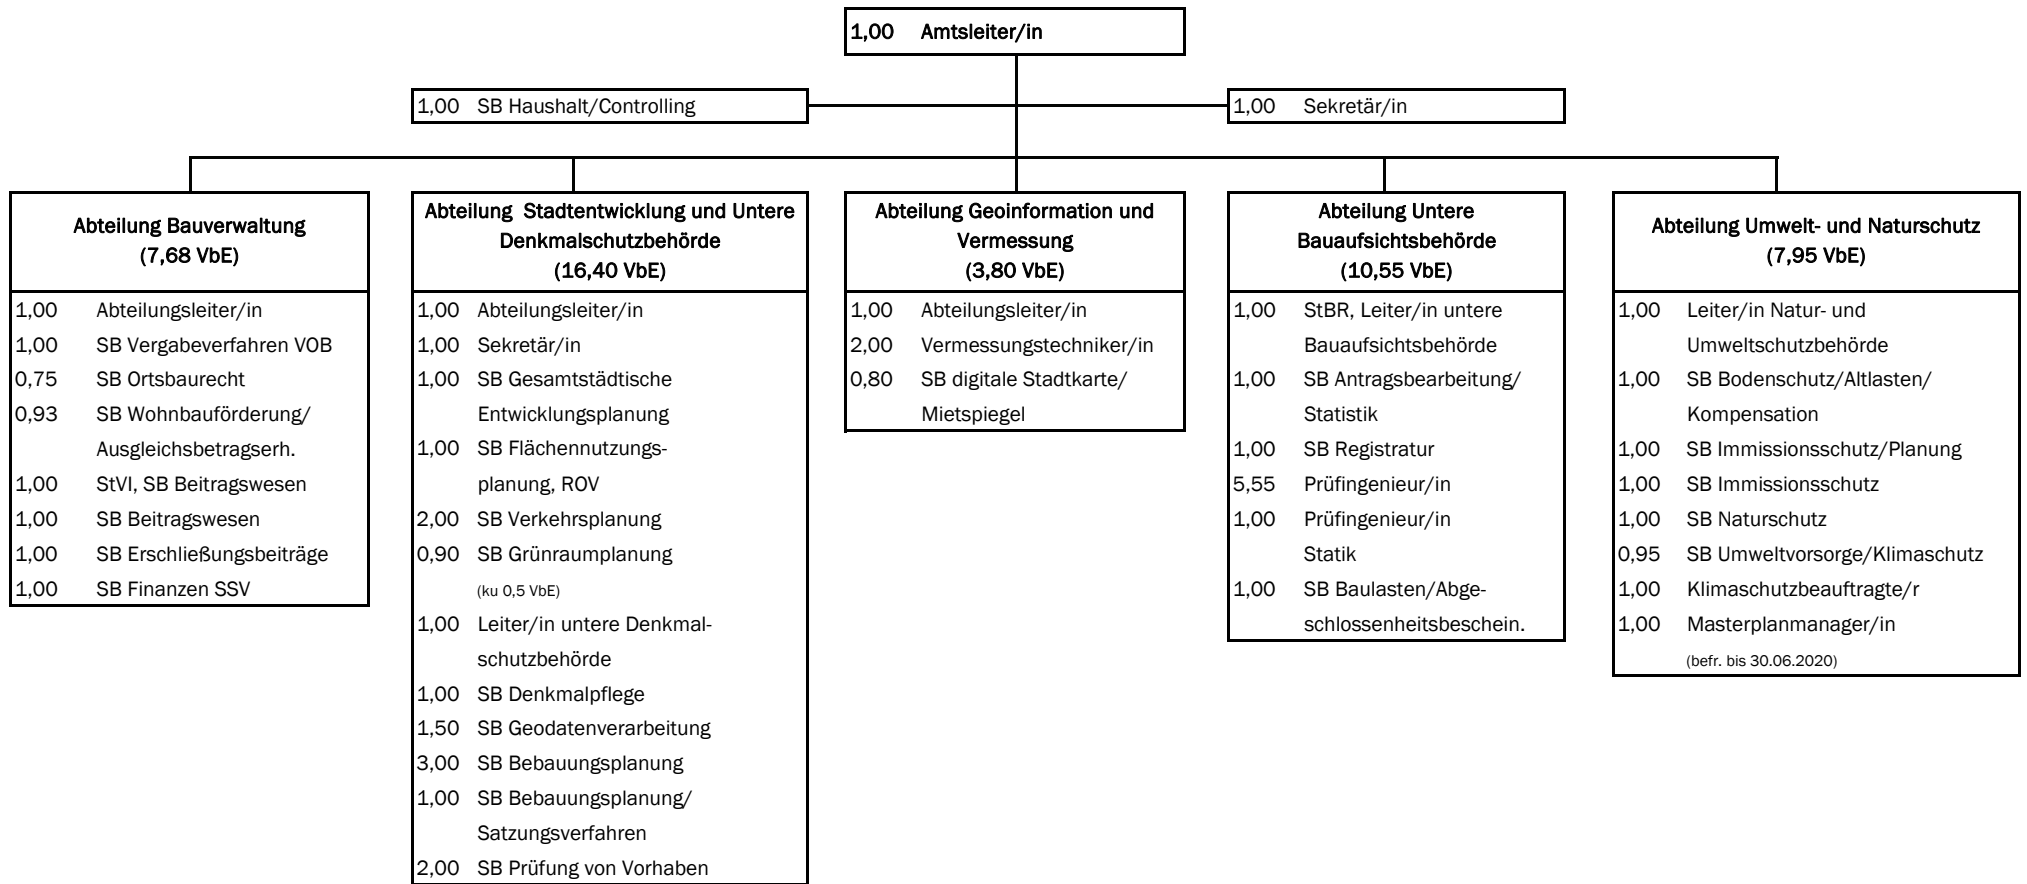 1,00 Amtsleiter/in
1,00 SB Haushalt/Controlling
1,00 Sekretär/in
Abteilung Bauverwaltung
(7,68 VbE)
1,00 Abteilungsleiter/in
1,00 SB Vergabeverfahren VOB
0,75 SB Ortsbaurecht
0,93 SB Wohnbauförderung/
Ausgleichsbetragserh.
1,00 StVI, SB Beitragswesen
1,00 SB Beitragswesen
1,00 SB Erschließungsbeiträge
1,00 SB Finanzen SSV
Abteilung Stadtentwicklung und Untere
Denkmalschutzbehörde
(16,40 VbE)
1,00 Abteilungsleiter/in
1,00 Sekretär/in
1,00 SB Gesamtstädtische
Entwicklungsplanung
1,00 SB Flächennutzungs-
planung, ROV
2,00 SB Verkehrsplanung
0,90 SB Grünraumplanung
(ku 0,5 VbE)
1,00 Leiter/in untere Denkmal-
schutzbehörde
1,00 SB Denkmalpflege
1,50 SB Geodatenverarbeitung
3,00 SB Bebauungsplanung
1,00 SB Bebauungsplanung/
Satzungsverfahren
2,00 SB Prüfung von Vorhaben
Abteilung Geoinformation und
Vermessung
(3,80 VbE)
1,00 Abteilungsleiter/in
2,00 Vermessungstechniker/in
0,80 SB digitale Stadtkarte/
Mietspiegel
Abteilung Untere
Bauaufsichtsbehörde
(10,55 VbE)
1,00 StBR, Leiter/in untere
Bauaufsichtsbehörde
1,00 SB Antragsbearbeitung/
Statistik
1,00 SB Registratur
5,55 Prüfingenieur/in
1,00 Prüfingenieur/in
Statik
1,00 SB Baulasten/Abge-
schlossenheitsbeschein.
Abteilung Umwelt- und Naturschutz
(7,95 VbE)
1,00 Leiter/in Natur- und
Umweltschutzbehörde
1,00 SB Bodenschutz/Altlasten/
Kompensation
1,00 SB Immissionsschutz/Planung
1,00 SB Immissionsschutz
1,00 SB Naturschutz
0,95 SB Umweltvorsorge/Klimaschutz
1,00 Klimaschutzbeauftragte/r
1,00 Masterplanmanager/in
(befr. bis 30.06.2020)